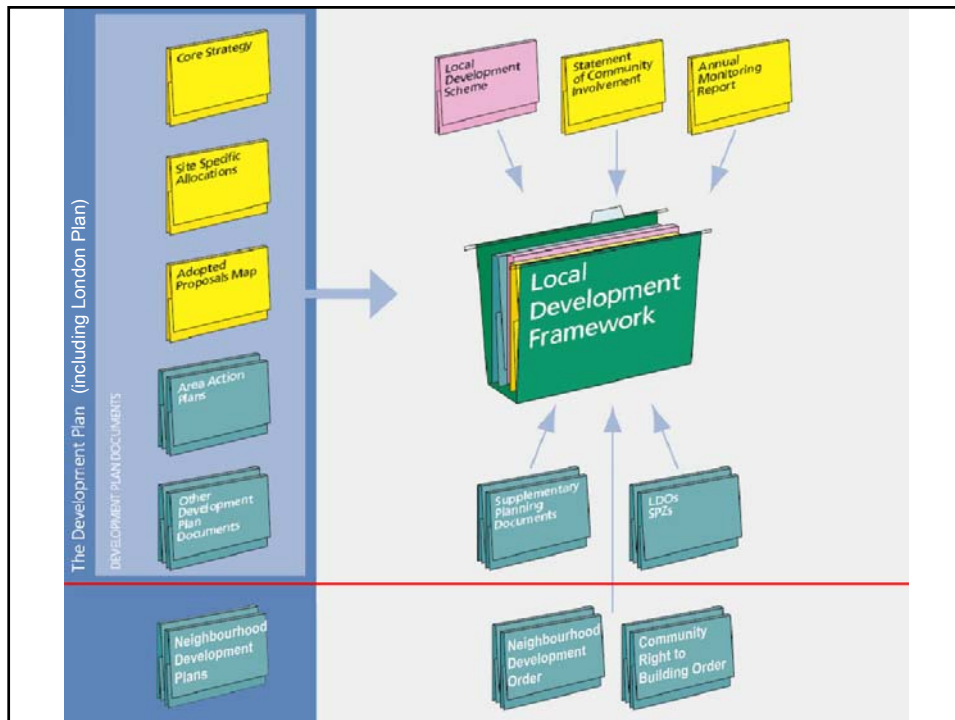 The Development Plan (including London Plan)
DEVELOPMENT PLAN DOCUMENTS
Core Strategy
Site Specific
Allocations
Adopted
Proposals Map
Area Action
Plans
Other
Development
Plan
Documents
Neighbourhood
Development
Plans
Local
Development
Scheme
Statement
of Community
Involvement
Annual
Monitoring
Report
Local
Development
Framework
Supplementary
Planning
Documents
LDOs
SPZs
Neighbourhood
Development
Order
Community
Right to
Building Order